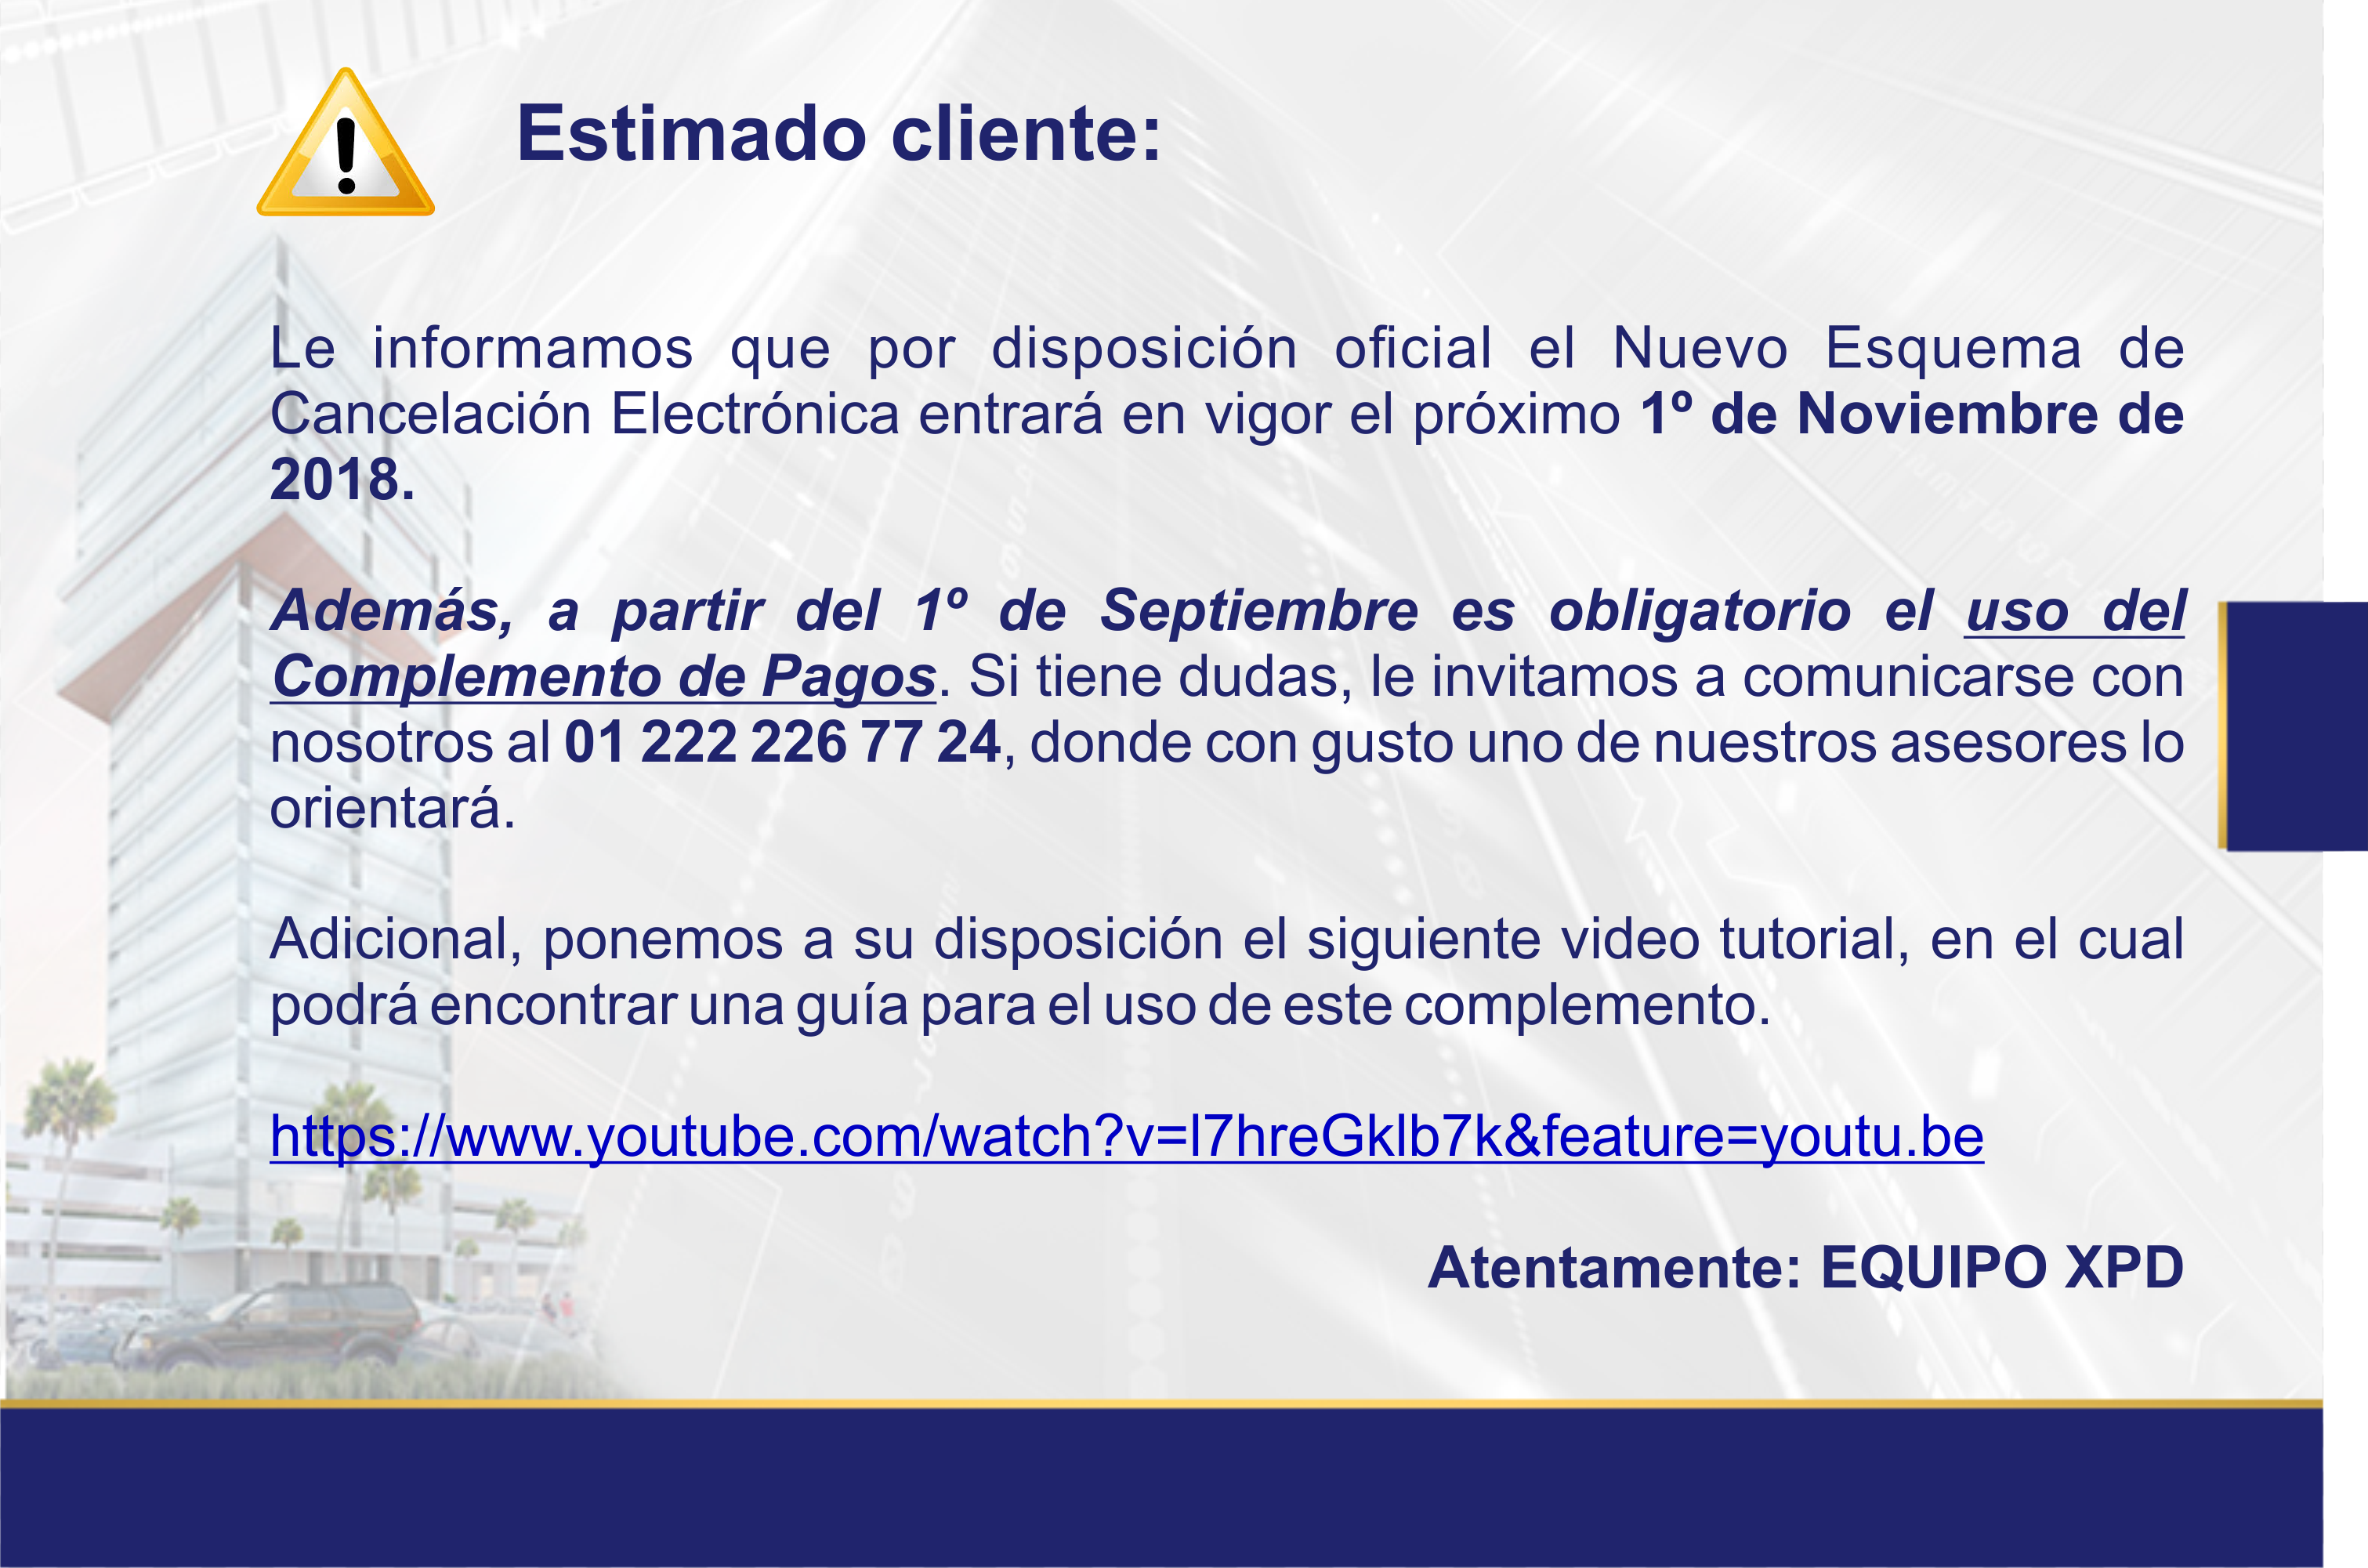 Estimado cliente:
Le informamos que por disposición oficial el Nuevo Esquema de
Cancelación Electrónica entrará en vigor el próximo 1º de Noviembre de
2018.
Además, a partir del 1º de Septiembre es obligatorio el uso del
Complemento de Pagos. Si tiene dudas, le invitamos a comunicarse con
nosotros al 01 222 226 77 24, donde con gusto uno de nuestros asesores lo
orientará.
Adicional, ponemos a su disposición el siguiente video tutorial, en el cual
podrá encontrar una guía para el uso de este complemento.
https://www.youtube.com/watch?v=l7hreGklb7k&feature=youtu.be
Atentamente: EQUIPO XPD